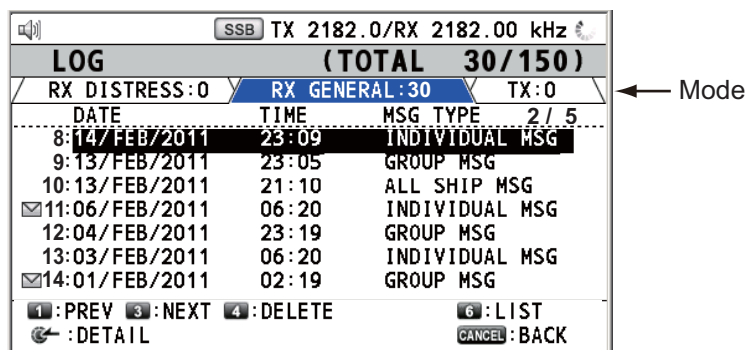 SSB TX 2182.0/RX 2182.00 kHz
LOG (TOTAL 30/150)
RX DISTRESS:0 RX GENERAL:30 TX:0 Mode
DATE TIME MSG TYPE 2/ 5
8:14/FEB/2011 23:09 INDIVIDUAL MSG
9:13/FEB/2011 23:05 GROUP MSG
10:13/FEB/2011 21:10 ALL SHIP MSG
11:06/FEB/2011 06:20 INDIVIDUAL MSG
12:04/FEB/2011 23:19 GROUP MSG
13:03/FEB/2011 06:20 INDIVIDUAL MSG
14:01/FEB/2011 02:19 GROUP MSG
1 :PREV 3 :NEXT 4 :DELETE 6 :LIST
:DETAIL CANCEL :BACK